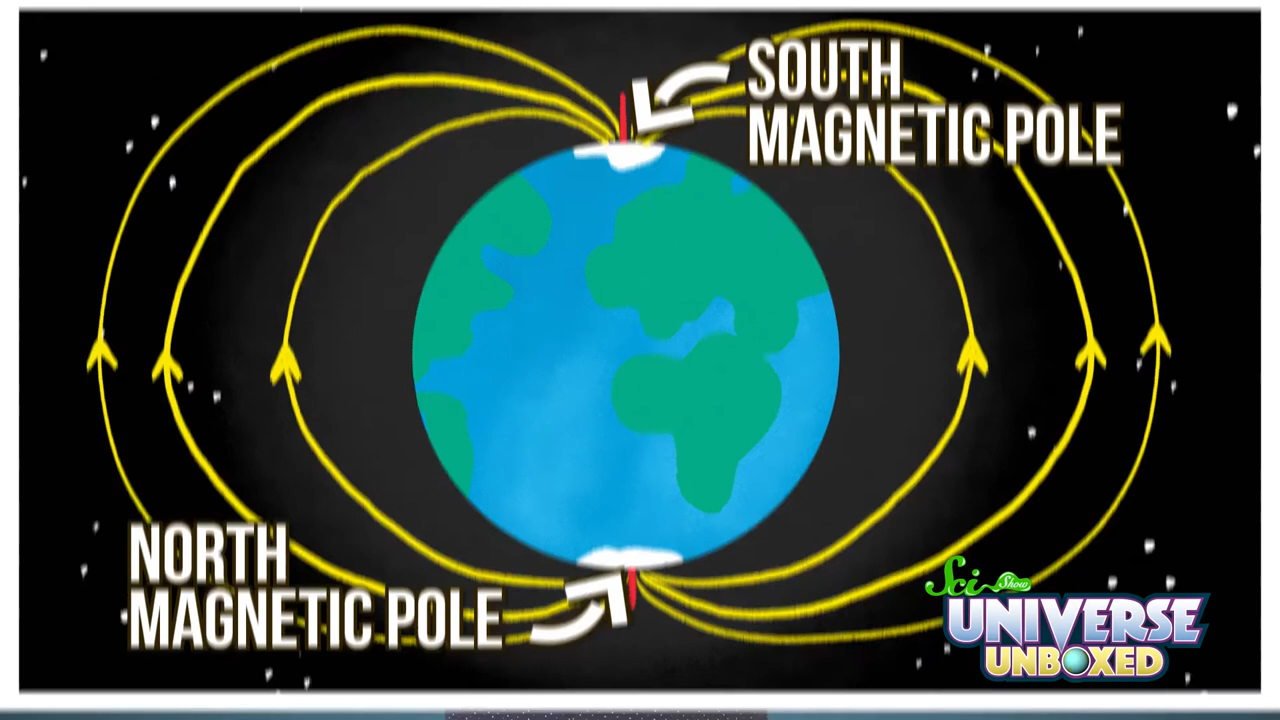 SOUTH
MAGNETIC POLE
NORTH
MAGNETIC POLE
Sci Show
UNIVERSE
UNBOXED